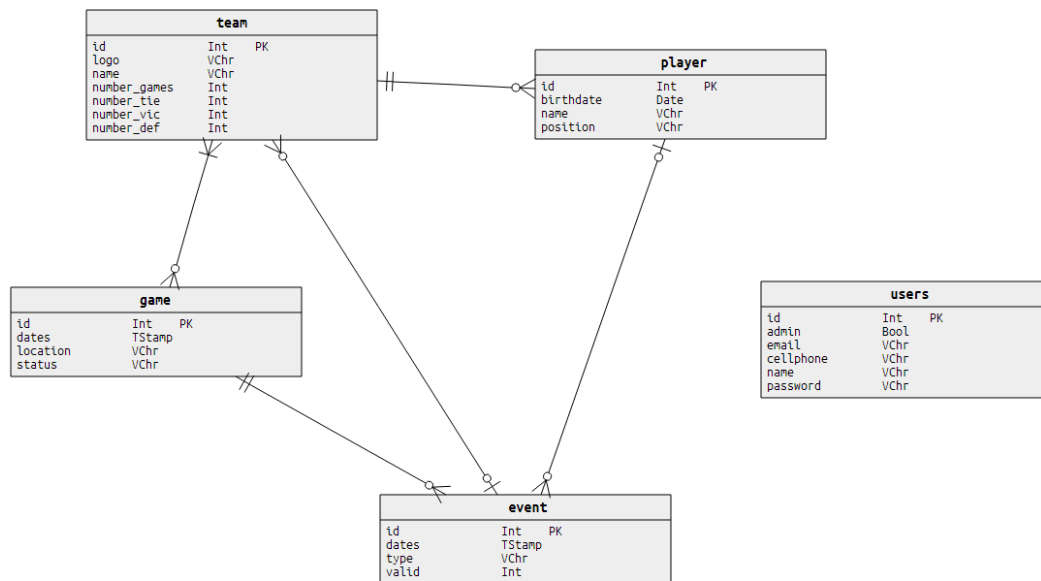 team
id Int PK
logo VChr
name VChr
number_games Int
number_tie Int
number_vic Int
number_def Int
player
id Int PK
birthdate Date
name VChr
position VChr
game
id Int PK
dates TStamp
location VChr
status VChr
users
id Int PK
admin Bool
email VChr
cellphone VChr
name VChr
password VChr
event
id Int PK
dates TStamp
type VChr
valid Int